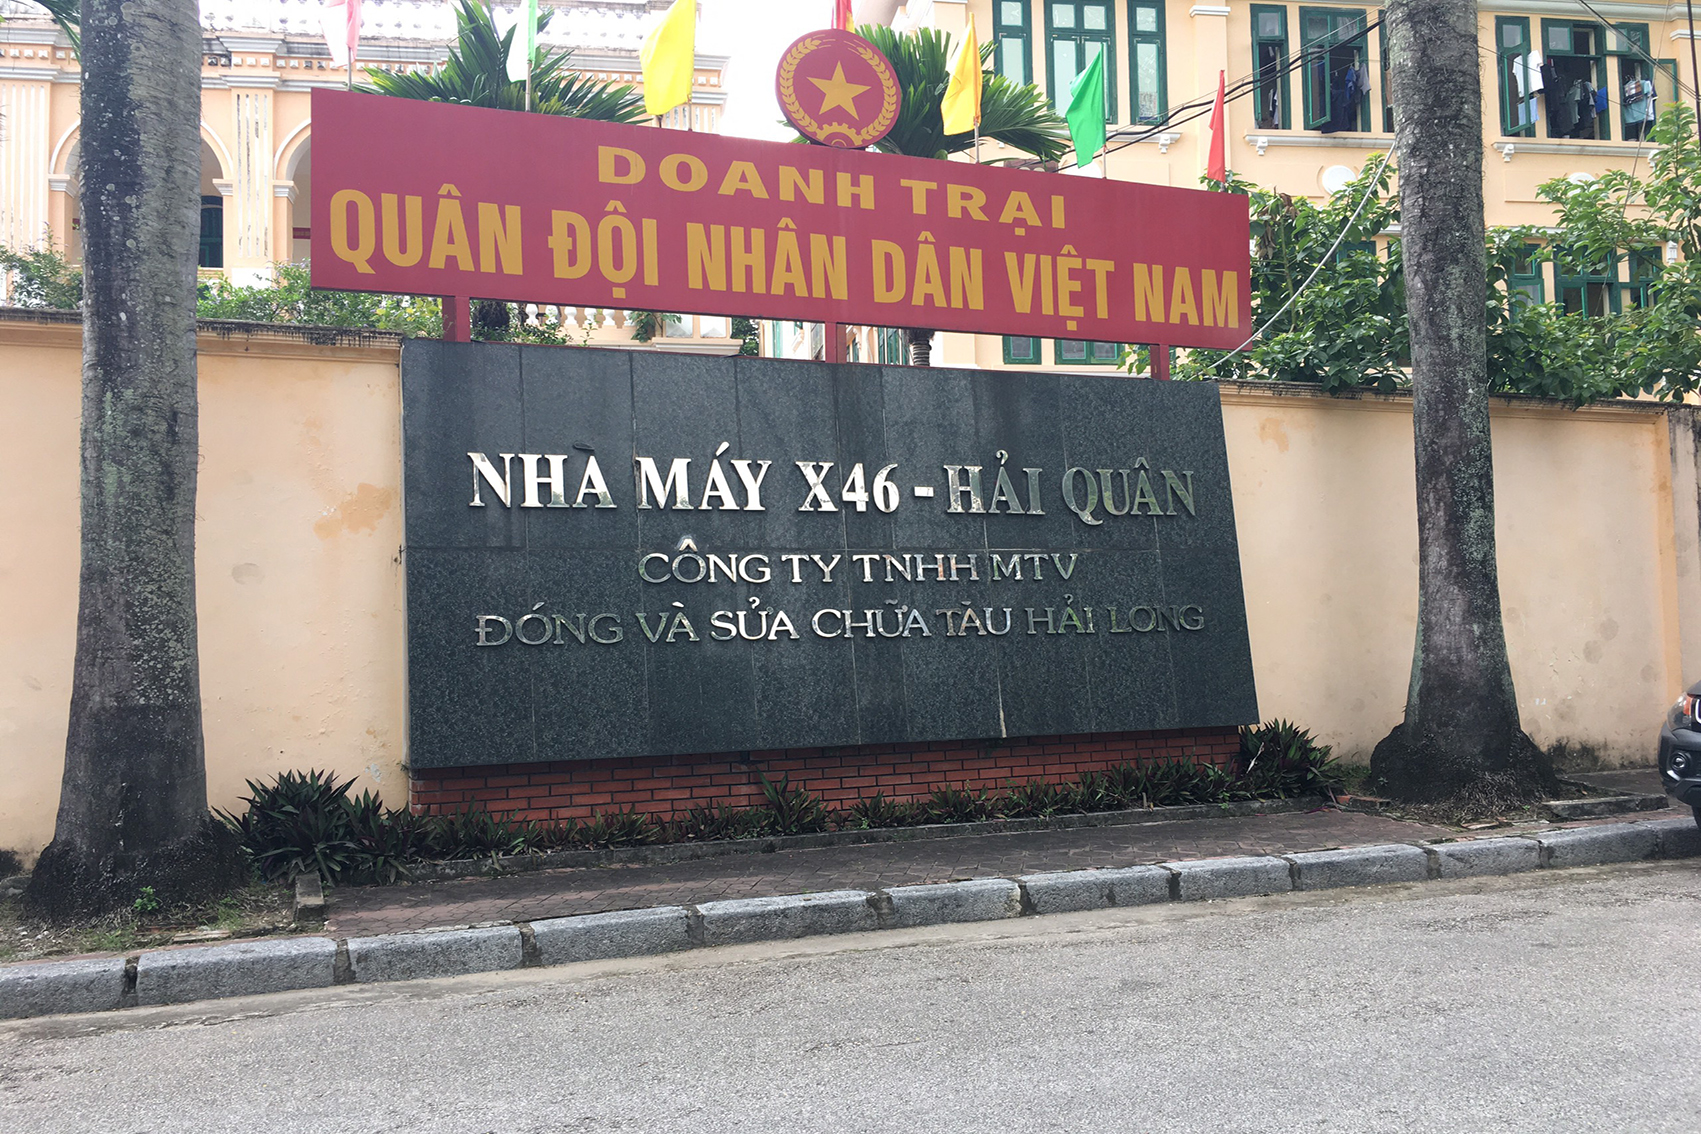 DOANH TRẠI
QUÂN ĐỘI NHÂN DÂN VIỆT NAM
NHÀ MÁY X46 - HẢI QUÂN
CÔNG TY TNHH MTV
ĐÓNG VÀ SỬA CHỮA TÀU HẢI LONG